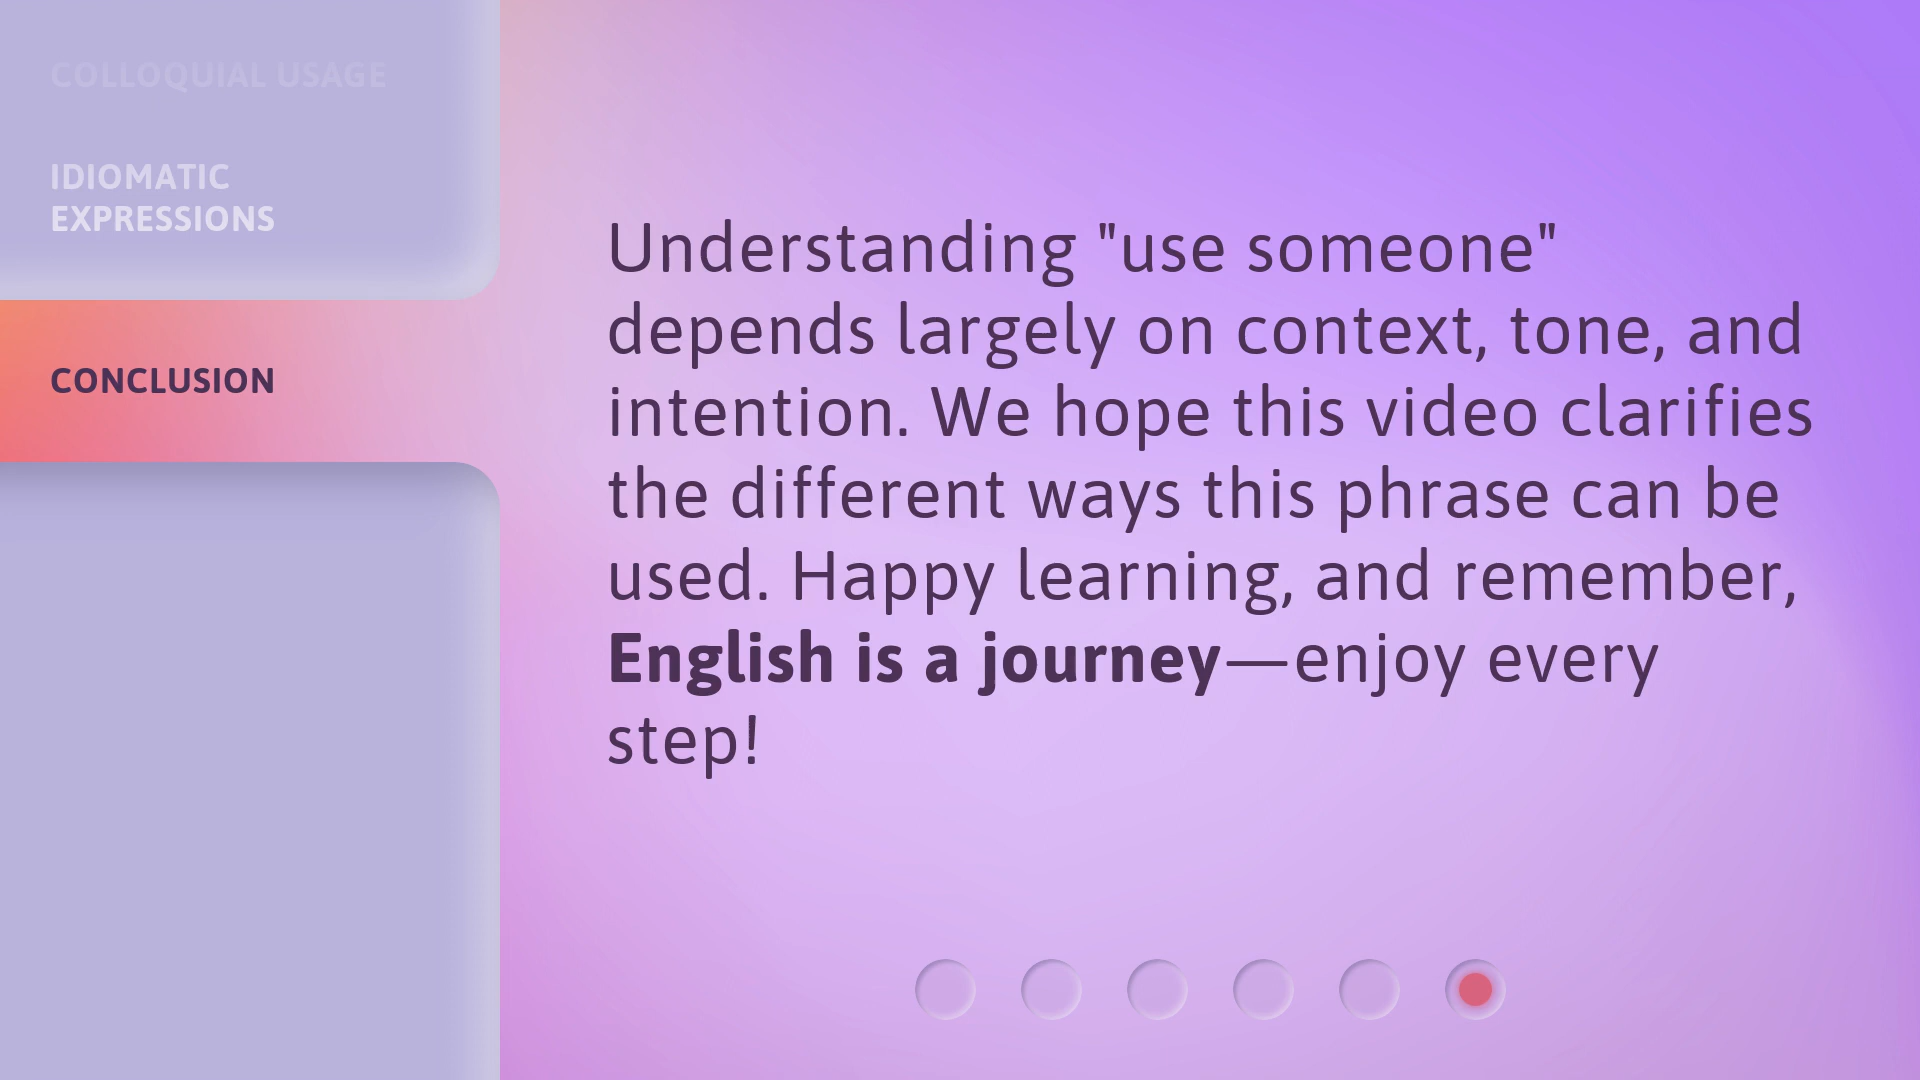 COLLOQUIAL USAGE
IDIOMATIC
EXPRESSIONS
CONCLUSION
Understanding "use someone"
depends largely on context, tone, and
intention. We hope this video clarifies
the different ways this phrase can be
used. Happy learning, and remember,
English is a journey—enjoy every
step!